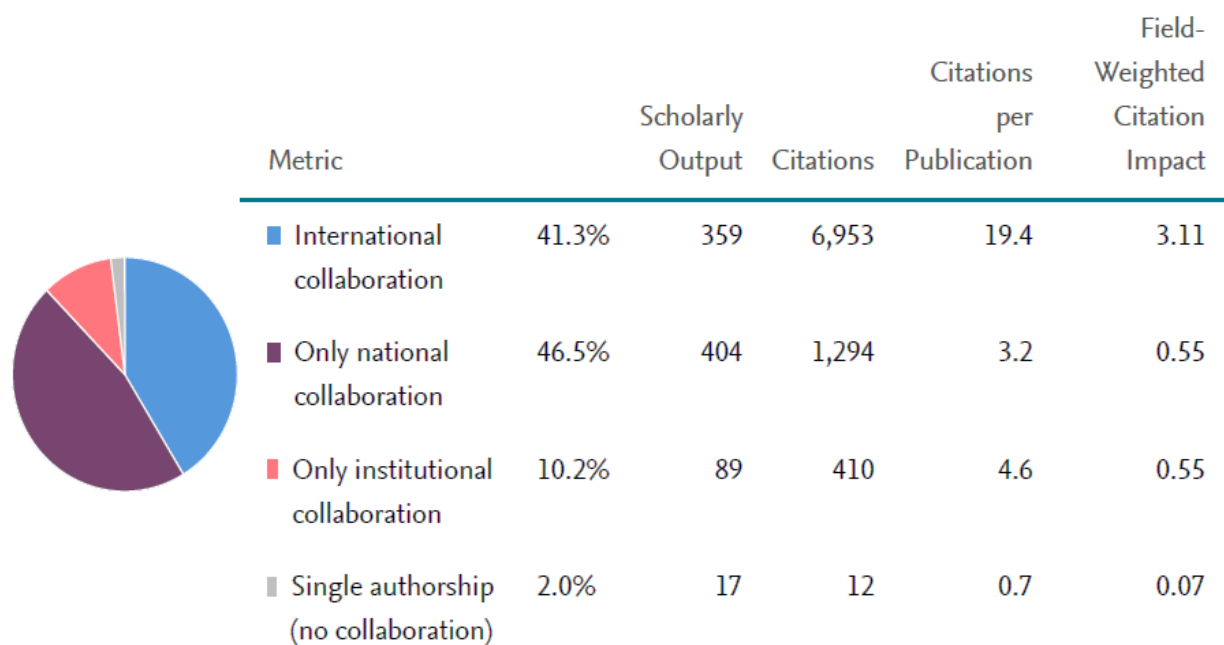 Metric Scholarly Output Citations Citations per Publication Field-Weighted Citation Impact
International collaboration 41.3% 359 6,953 19.4 3.11
Only national collaboration 46.5% 404 1,294 3.2 0.55
Only institutional collaboration 10.2% 89 410 4.6 0.55
Single authorship (no collaboration) 2.0% 17 12 0.7 0.07